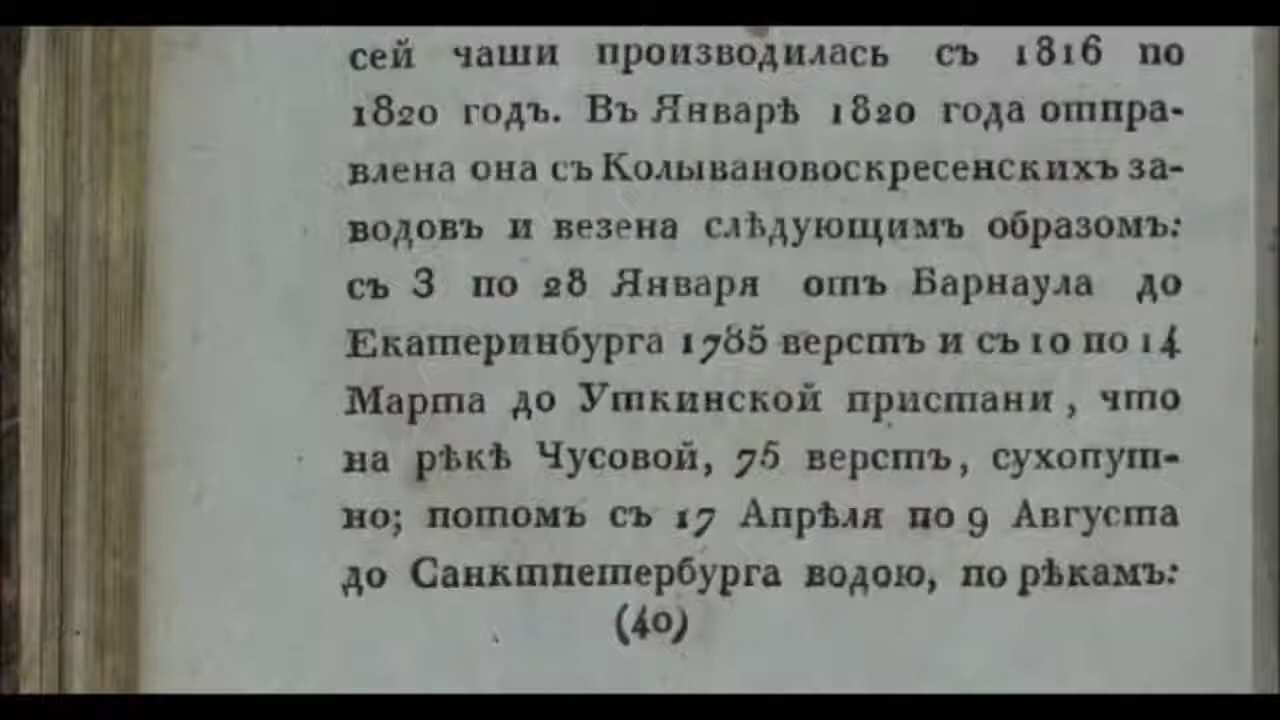 сей чаши производилась съ 1816 по
1820 годъ. Въ Январѣ 1820 года отпра-
влена она съ Колывановоскресенскихъ за-
водовъ и везена слѣдующимъ образомъ:
съ 3 по 28 Января отъ Барнаула до
Екатеринбурга 1785 верстъ и съ 10 по 14
Марта до Уткинской пристани, что
на рѣкѣ Чусовой, 75 верстъ, сухопут-
но; потомъ съ 17 Апрѣля по 9 Августа
до Санктпетербурга водою, по рѣкамъ:
(40)